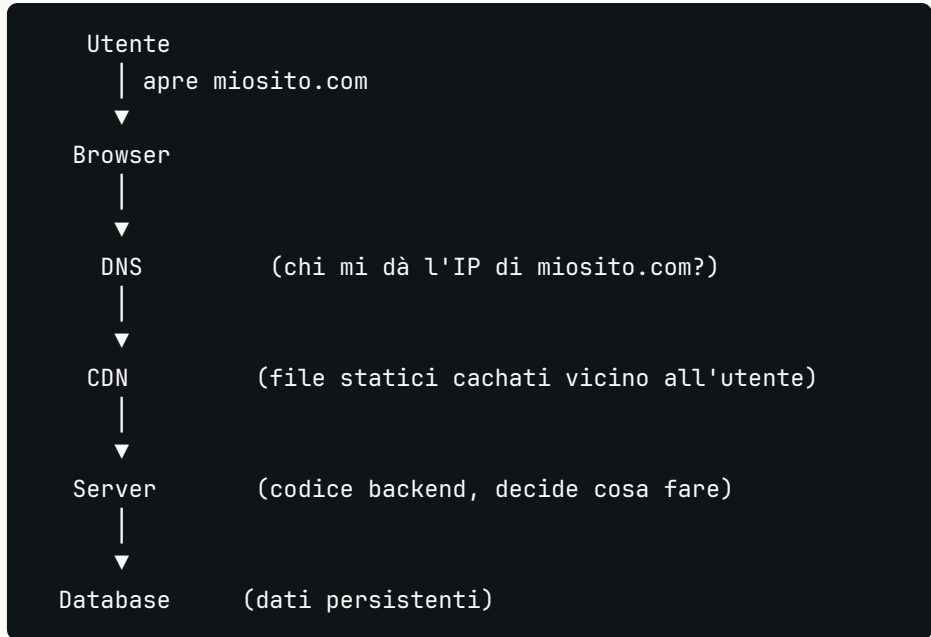 Utente
apre miosito.com
Browser
DNS (chi mi dà l'IP di miosito.com?)
CDN (file statici cachati vicino all'utente)
Server (codice backend, decide cosa fare)
Database (dati persistenti)